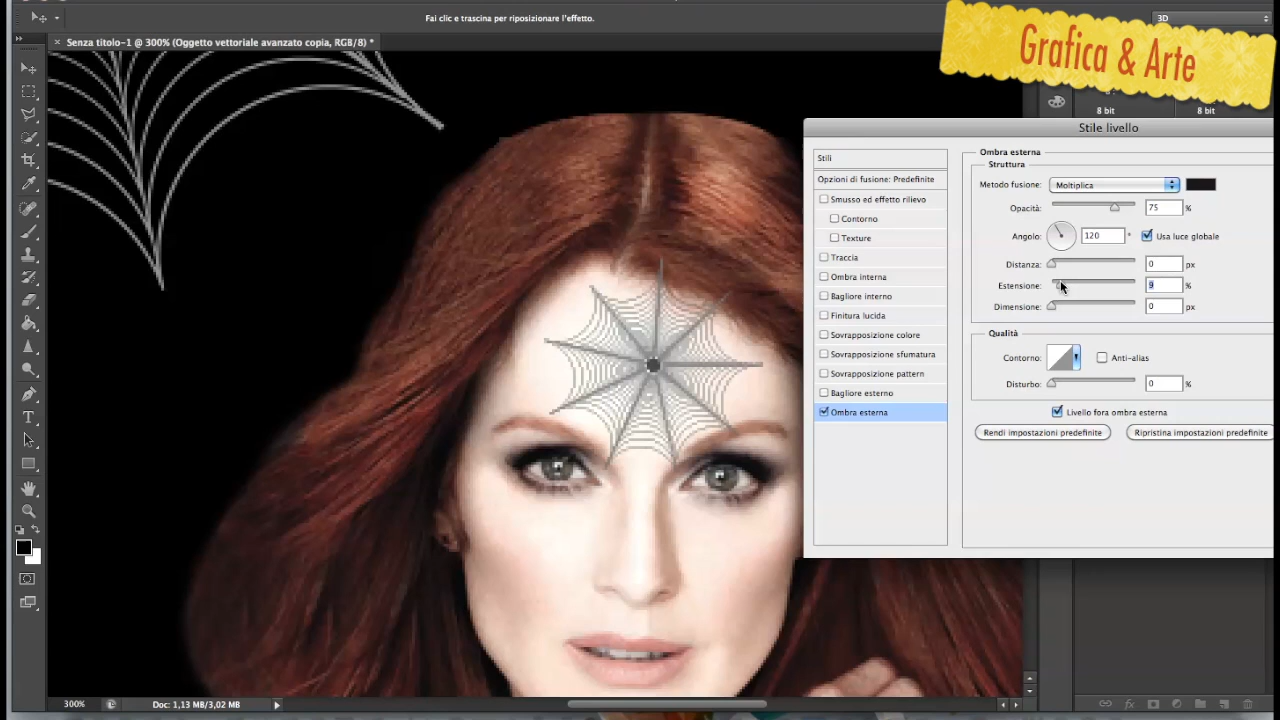 Fai clic e trascina per riposizionare l'effetto.
3D
Grafica & Arte
× Senza titolo-1 @ 300% (Oggetto vettoriale avanzato copia, RGB/8) *
8 bit 8 bit
Stile livello
Stili
Opzioni di fusione: Predefinite
Smusso ed effetto rilievo
Contorno
Texture
Traccia
Ombra interna
Bagliore interno
Finitura lucida
Sovrapposizione colore
Sovrapposizione sfumatura
Sovrapposizione pattern
Bagliore esterno
Ombra esterna
Ombra esterna
Struttura
Metodo fusione: Moltiplica
Opacità: 75 %
Angolo: 120 ° Usa luce globale
Distanza: 0 px
Estensione: 9 %
Dimensione: 0 px
Qualità
Contorno: Anti-alias
Disturbo: 0 %
Livello fora ombra esterna
Rendi impostazioni predefinite Ripristina impostazioni predefinite
300% Doc: 1,13 MB/3,02 MB
fx